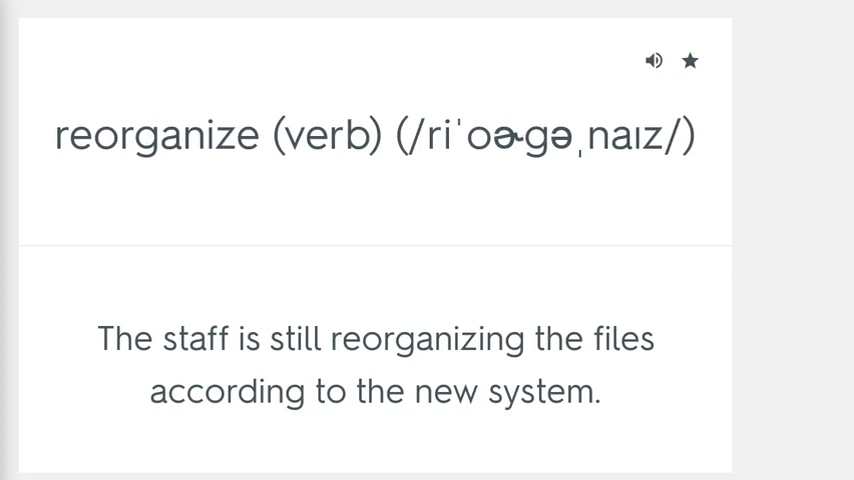 reorganize (verb) (/riˈoɚgəˌnaɪz/)
The staff is still reorganizing the files
according to the new system.